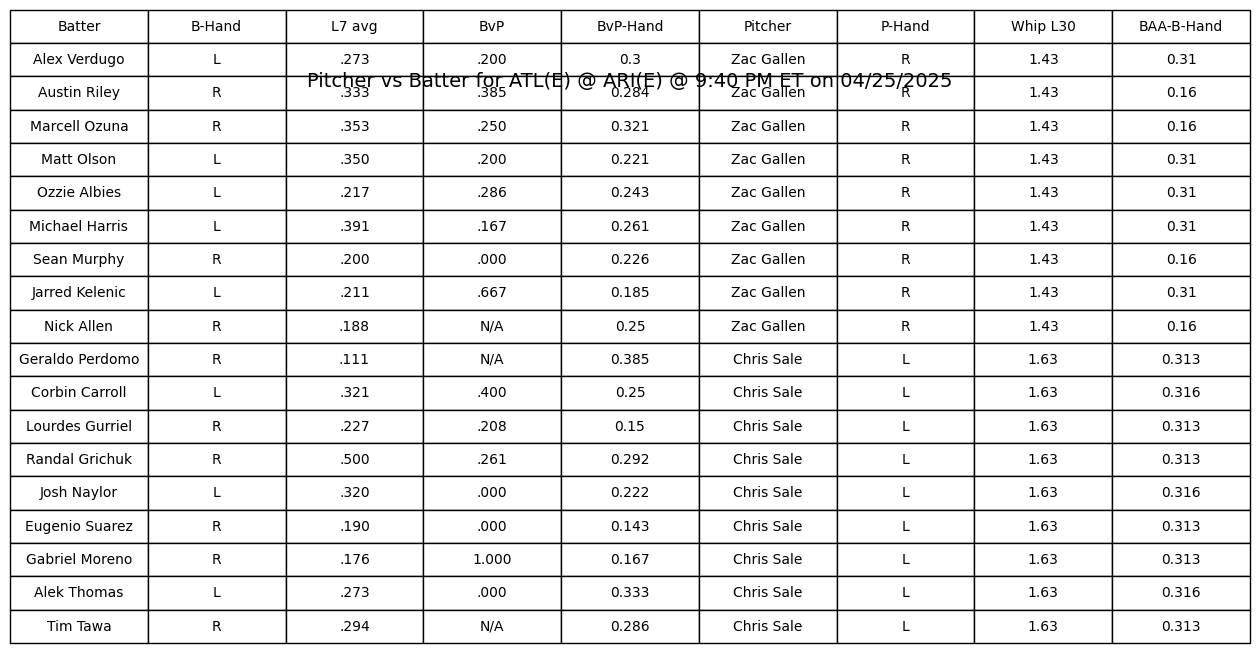 Batter B-Hand L7 avg BvP BvP-Hand Pitcher P-Hand Whip L30 BAA-B-Hand
Alex Verdugo L .273 .200 0.3 Zac Gallen R 1.43 0.31
Pitcher vs Batter for ATL(E) @ ARI(E) @ 9:40 PM ET on 04/25/2025
Austin Riley R .333 .385 0.284 Zac Gallen R 1.43 0.16
Marcell Ozuna R .353 .250 0.321 Zac Gallen R 1.43 0.16
Matt Olson L .350 .200 0.221 Zac Gallen R 1.43 0.31
Ozzie Albies L .217 .286 0.243 Zac Gallen R 1.43 0.31
Michael Harris L .391 .167 0.261 Zac Gallen R 1.43 0.31
Sean Murphy R .200 .000 0.226 Zac Gallen R 1.43 0.16
Jarred Kelenic L .211 .667 0.185 Zac Gallen R 1.43 0.31
Nick Allen R .188 N/A 0.25 Zac Gallen R 1.43 0.16
Geraldo Perdomo R .111 N/A 0.385 Chris Sale L 1.63 0.313
Corbin Carroll L .321 .400 0.25 Chris Sale L 1.63 0.316
Lourdes Gurriel R .227 .208 0.15 Chris Sale L 1.63 0.313
Randal Grichuk R .500 .261 0.292 Chris Sale L 1.63 0.313
Josh Naylor L .320 .000 0.222 Chris Sale L 1.63 0.316
Eugenio Suarez R .190 .000 0.143 Chris Sale L 1.63 0.313
Gabriel Moreno R .176 1.000 0.167 Chris Sale L 1.63 0.313
Alek Thomas L .273 .000 0.333 Chris Sale L 1.63 0.316
Tim Tawa R .294 N/A 0.286 Chris Sale L 1.63 0.313